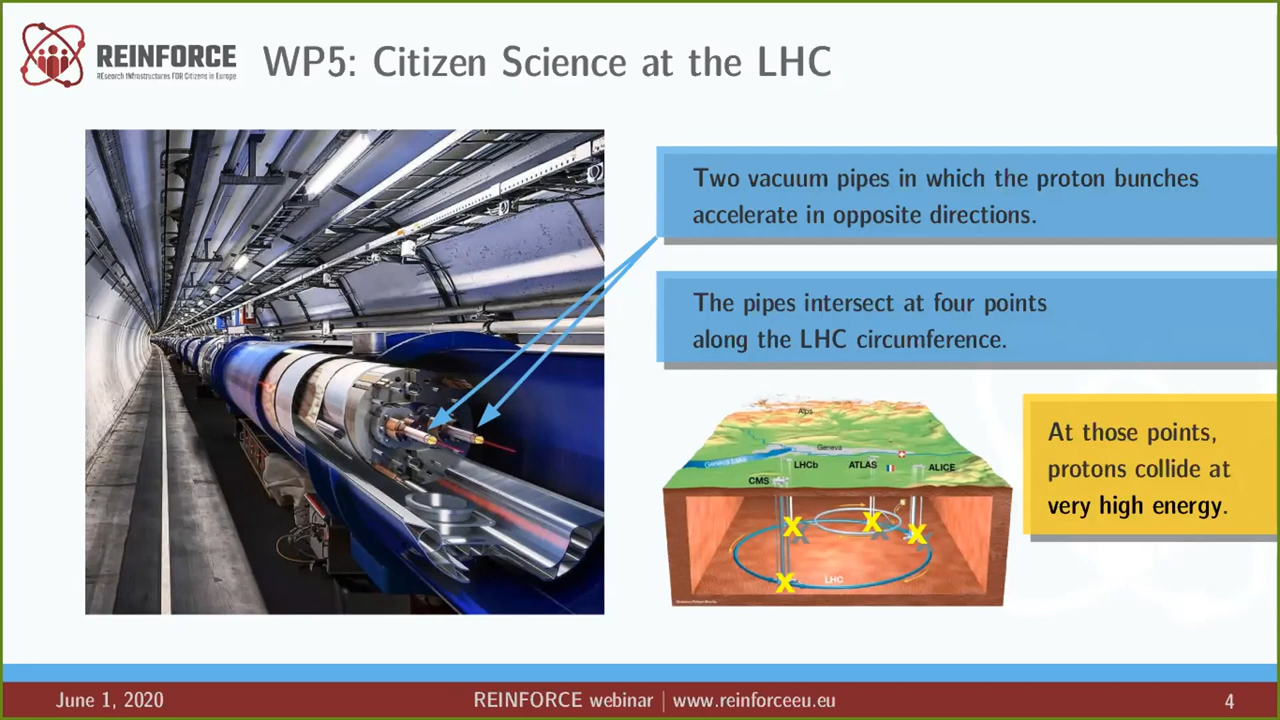 REINFORCE
REsearch INfrastructures FOR Citizens in Europe
WP5: Citizen Science at the LHC
Two vacuum pipes in which the proton bunches
accelerate in opposite directions.
The pipes intersect at four points
along the LHC circumference.
At those points,
protons collide at
very high energy.
Alps
Geneva
Geneva Lake
LHCb
ATLAS
ALICE
CMS
LHC
June 1, 2020
REINFORCE webinar | www.reinforceeu.eu
4